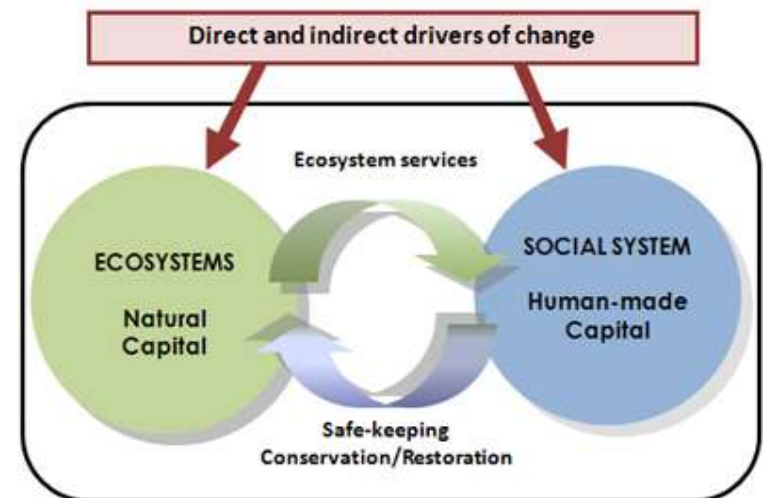 Direct and indirect drivers of change
Ecosystem services
ECOSYSTEMS
Natural
Capital
SOCIAL SYSTEM
Human-made
Capital
Safe-keeping
Conservation/Restoration